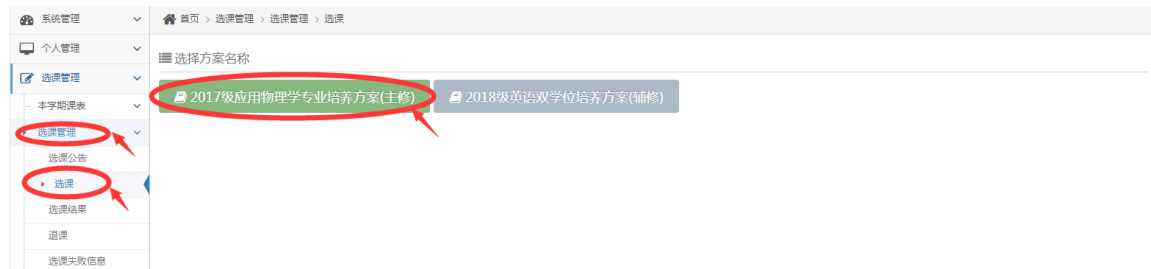 系统管理
个人管理
选课管理
本学期课表
选课管理
选课公告
选课
选课结果
退课
选课失败信息
首页 > 选课管理 > 选课管理 > 选课
选择方案名称
2017级应用物理学专业培养方案(主修)
2018级英语双学位培养方案(辅修)